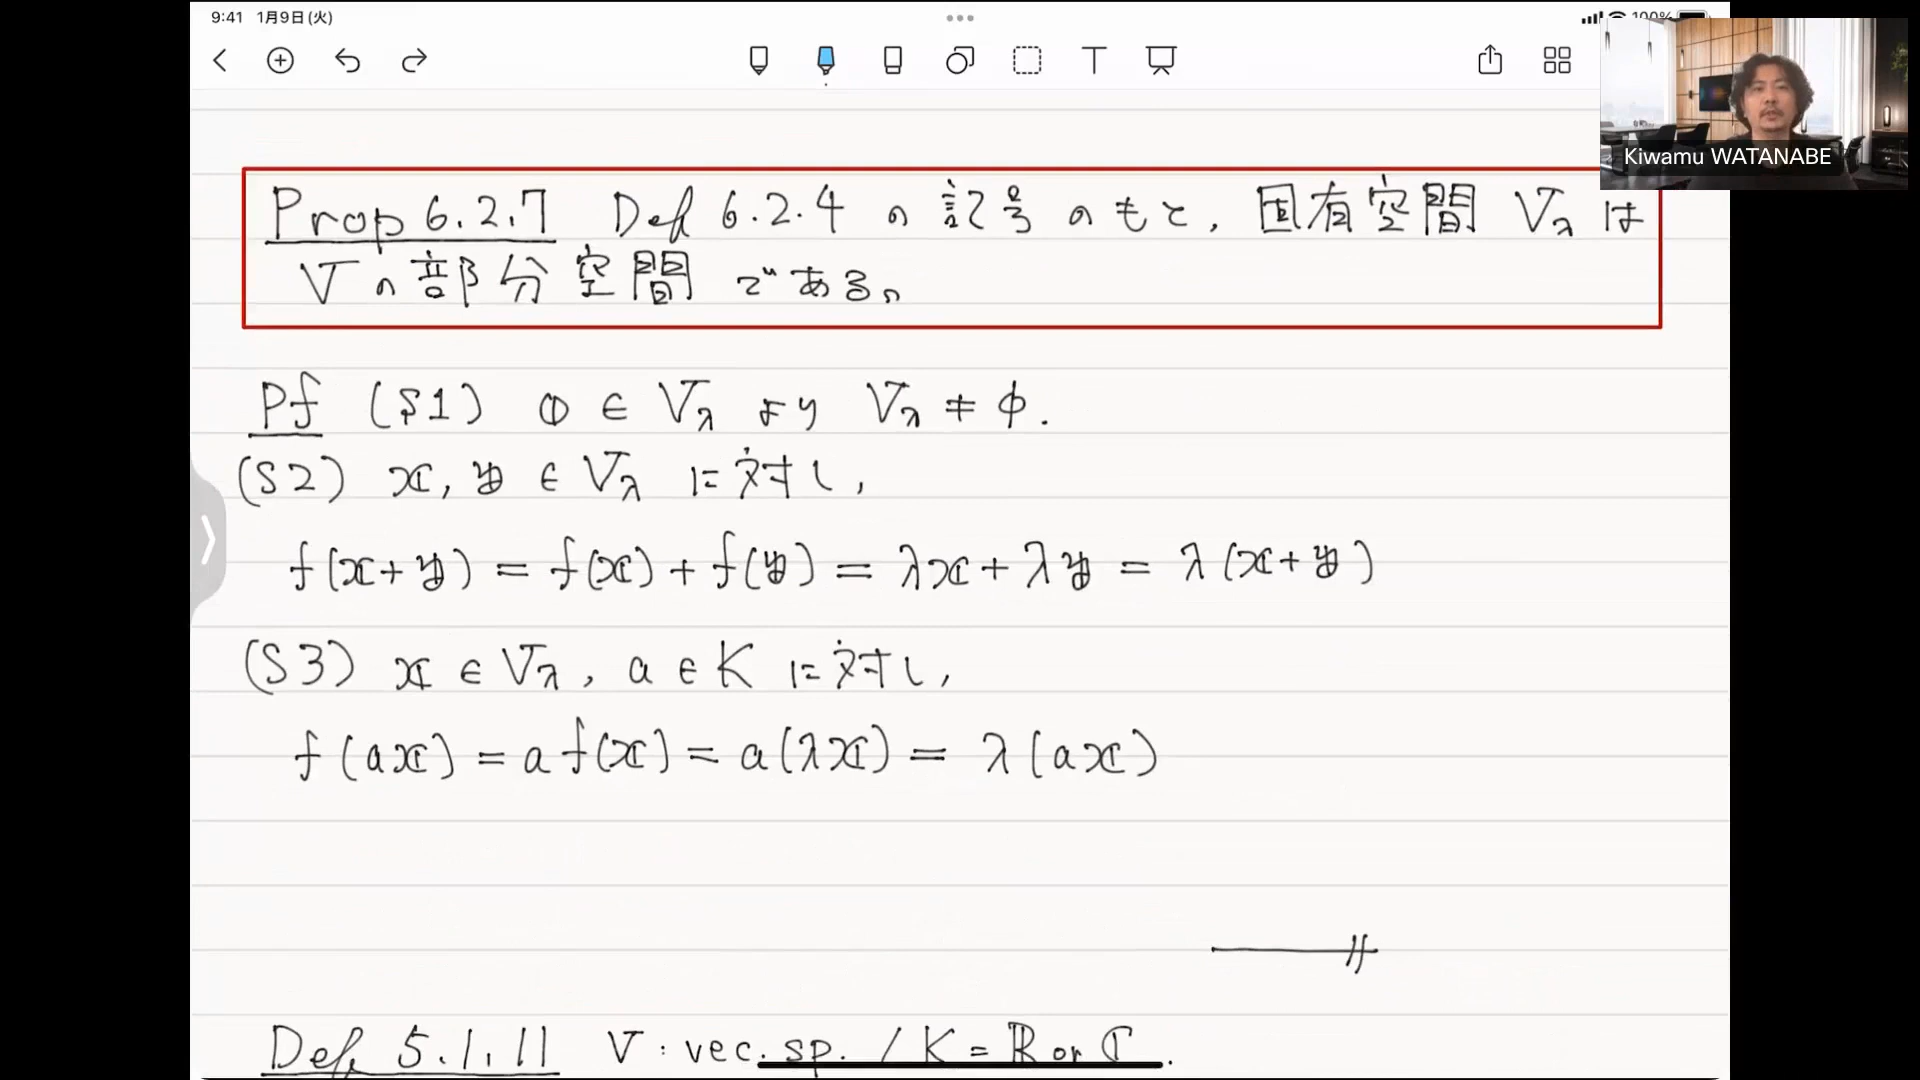 9:41 1月9日(火)
100%
Kiwamu WATANABE
Prop 6.2.7 Def 6.2.4 の記号のもと, 固有空間 V_λ は
V の部分空間である。
Pf (S1) 0 ∈ V_λ より V_λ ≠ φ.
(S2) x, y ∈ V_λ に対し,
f(x+y) = f(x) + f(y) = λx + λy = λ(x+y)
(S3) x ∈ V_λ, a ∈ K に対し,
f(ax) = a f(x) = a(λx) = λ(ax)
Def 5.1.11 V : vec. sp. / K = R or C.